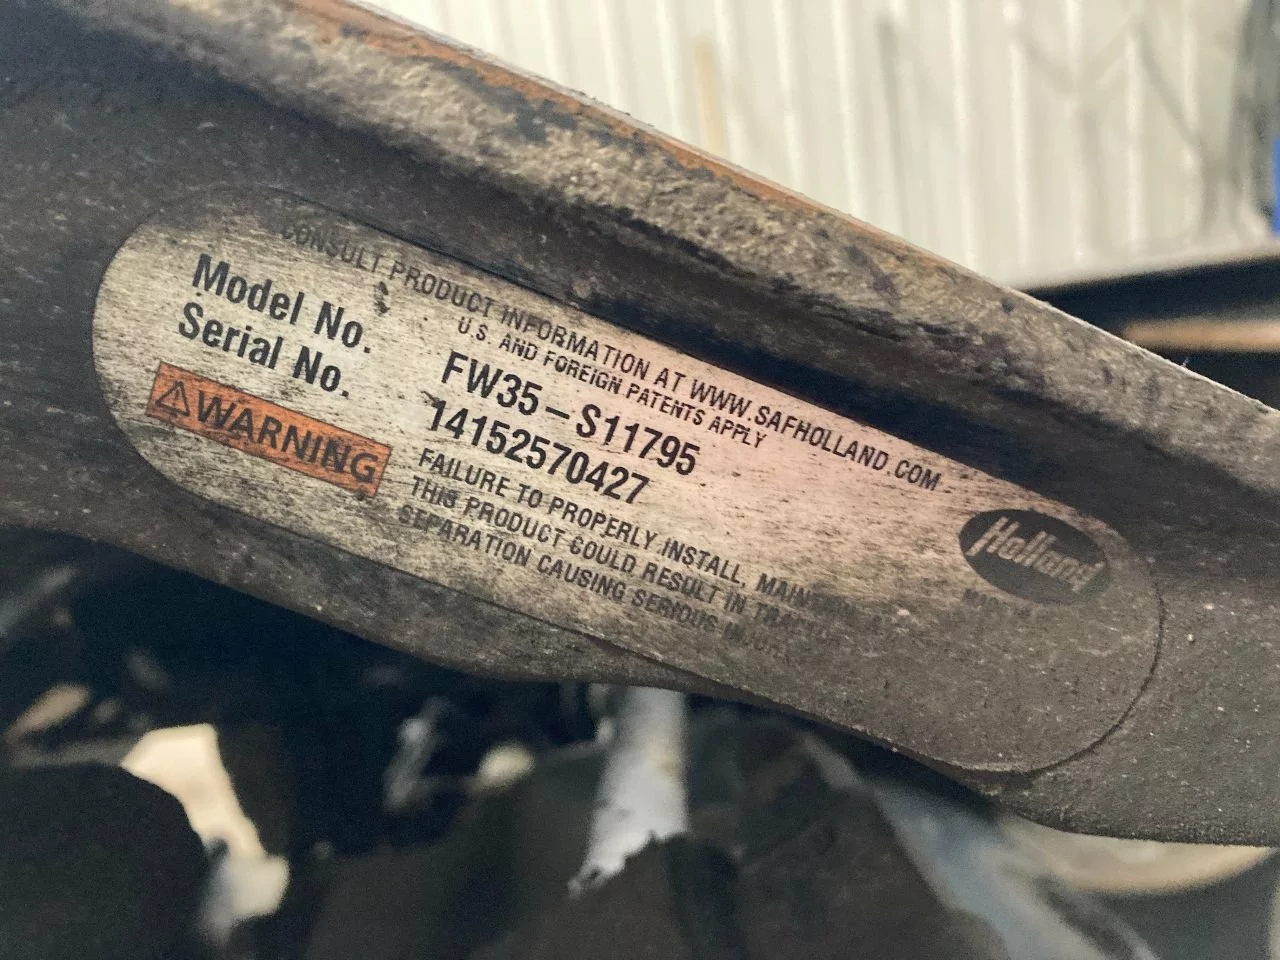 CONSULT PRODUCT INFORMATION AT WWW.SAFHOLLAND.COM
U.S. AND FOREIGN PATENTS APPLY
Model No. FW35-S11795
Serial No. 14152570427
⚠WARNING
FAILURE TO PROPERLY INSTALL,
THIS PRODUCT COULD RESULT IN
SEPARATION CAUSING SERIOUS
Holland